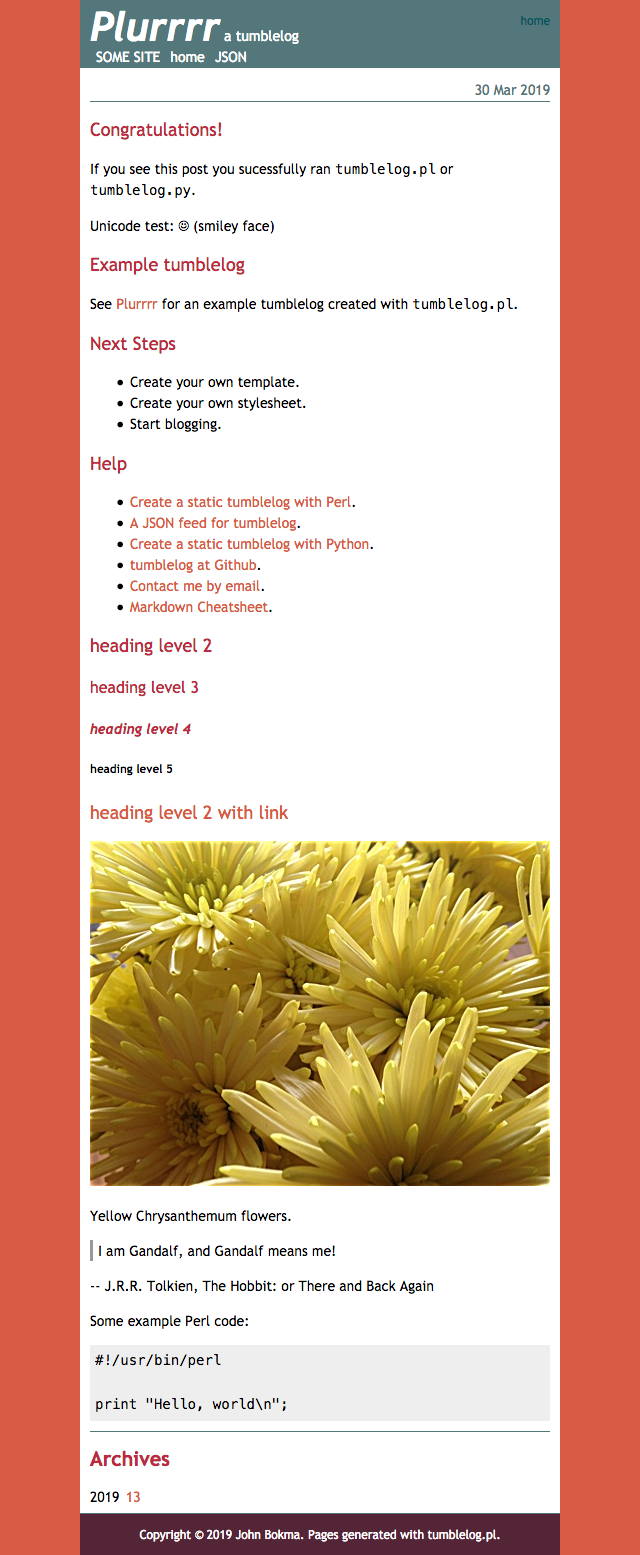 Plurrrr a tumblelog
home
SOME SITE home JSON
30 Mar 2019
Congratulations!
If you see this post you sucessfully ran tumblelog.pl or
tumblelog.py.
Unicode test: ☺ (smiley face)
Example tumblelog
See Plurrrr for an example tumblelog created with tumblelog.pl.
Next Steps
• Create your own template.
• Create your own stylesheet.
• Start blogging.
Help
• Create a static tumblelog with Perl.
• A JSON feed for tumblelog.
• Create a static tumblelog with Python.
• tumblelog at Github.
• Contact me by email.
• Markdown Cheatsheet.
heading level 2
heading level 3
heading level 4
heading level 5
heading level 2 with link
Yellow Chrysanthemum flowers.
I am Gandalf, and Gandalf means me!
-- J.R.R. Tolkien, The Hobbit: or There and Back Again
Some example Perl code:
#!/usr/bin/perl
print "Hello, world\n";
Archives
2019 13
Copyright © 2019 John Bokma. Pages generated with tumblelog.pl.